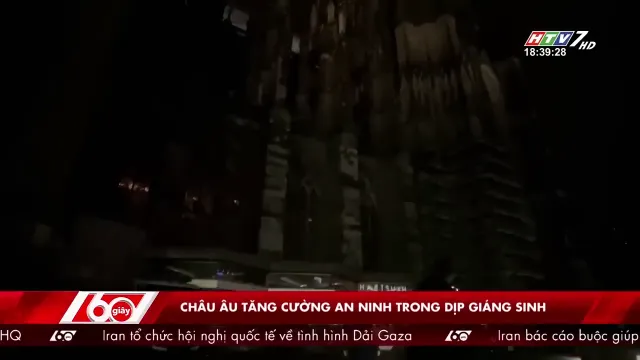 HTV7 HD
18:39:28
60 giây
CHÂU ÂU TĂNG CƯỜNG AN NINH TRONG DỊP GIÁNG SINH
HQ 60 Iran tổ chức hội nghị quốc tế về tình hình Dải Gaza 60 Iran bác cáo buộc giúp